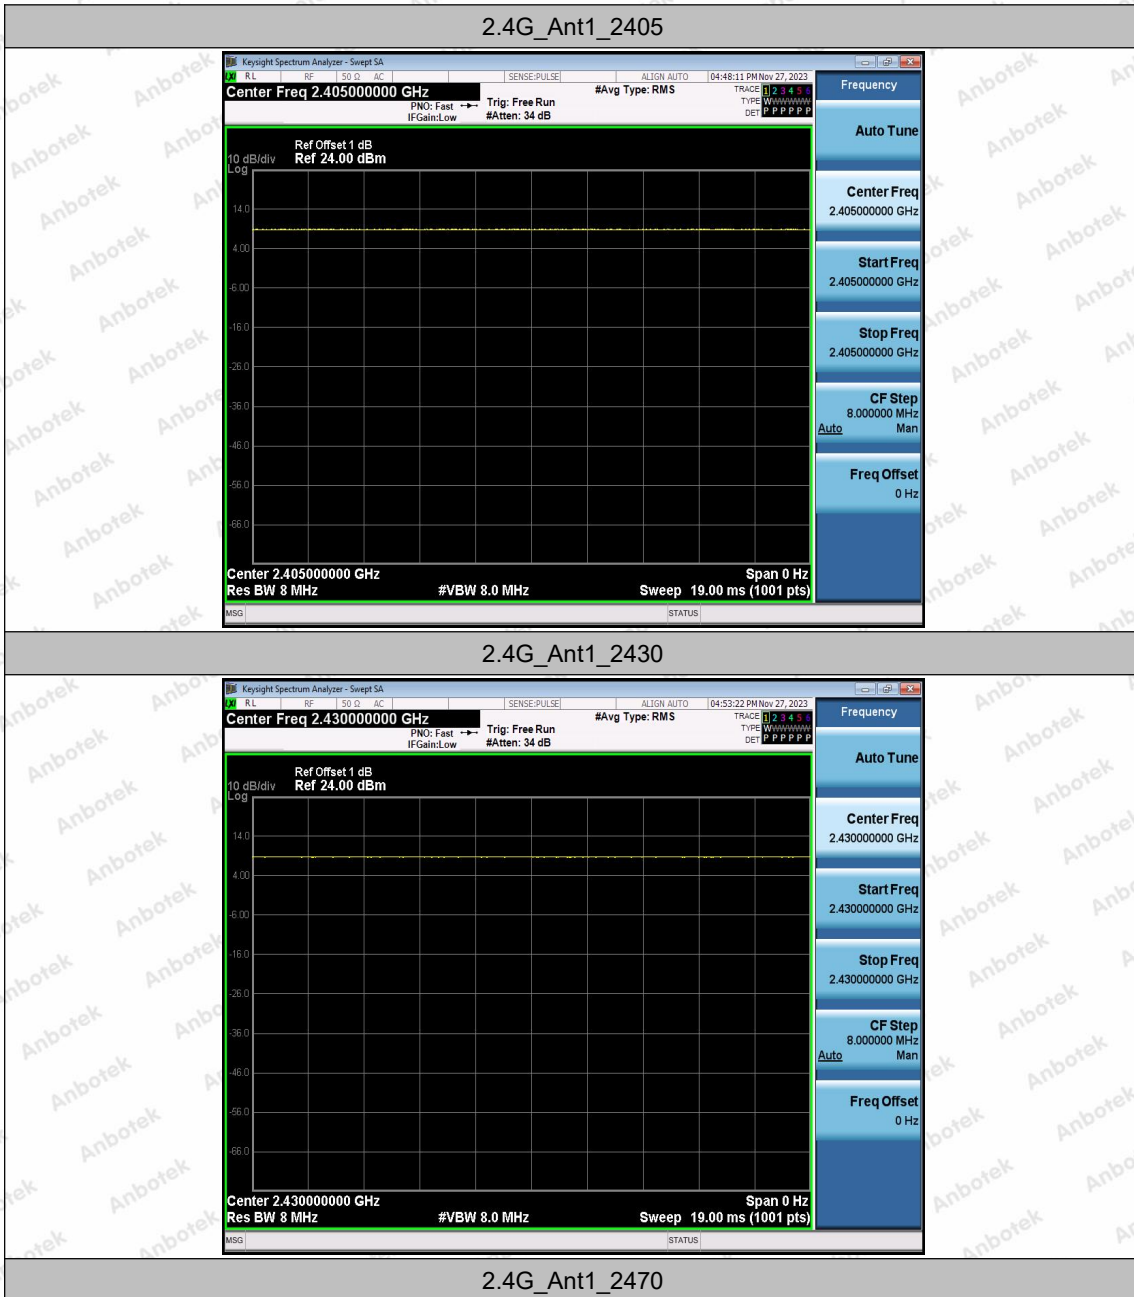 2.4G_Ant1_2405
Keysight Spectrum Analyzer - Swept SA
LXI RL RF 50 Ω AC SENSE:PULSE ALIGN AUTO 04:48:11 PM Nov 27, 2023
Center Freq 2.405000000 GHz #Avg Type: RMS TRACE 1 2 3 4 5 6
PNO: Fast Trig: Free Run TYPE WWWWWW
IFGain:Low #Atten: 34 dB DET P P P P P P
Ref Offset 1 dB
10 dB/div Ref 24.00 dBm
Log
14.0
4.00
-6.00
-16.0
-26.0
-36.0
-46.0
-56.0
-66.0
Center 2.405000000 GHz Span 0 Hz
Res BW 8 MHz #VBW 8.0 MHz Sweep 19.00 ms (1001 pts)
MSG STATUS
Frequency
Auto Tune
Center Freq
2.405000000 GHz
Start Freq
2.405000000 GHz
Stop Freq
2.405000000 GHz
CF Step
8.000000 MHz
Auto Man
Freq Offset
0 Hz
2.4G_Ant1_2430
Keysight Spectrum Analyzer - Swept SA
LXI RL RF 50 Ω AC SENSE:PULSE ALIGN AUTO 04:53:22 PM Nov 27, 2023
Center Freq 2.430000000 GHz #Avg Type: RMS TRACE 1 2 3 4 5 6
PNO: Fast Trig: Free Run TYPE WWWWWW
IFGain:Low #Atten: 34 dB DET P P P P P P
Ref Offset 1 dB
10 dB/div Ref 24.00 dBm
Log
14.0
4.00
-6.00
-16.0
-26.0
-36.0
-46.0
-56.0
-66.0
Center 2.430000000 GHz Span 0 Hz
Res BW 8 MHz #VBW 8.0 MHz Sweep 19.00 ms (1001 pts)
MSG STATUS
Frequency
Auto Tune
Center Freq
2.430000000 GHz
Start Freq
2.430000000 GHz
Stop Freq
2.430000000 GHz
CF Step
8.000000 MHz
Auto Man
Freq Offset
0 Hz
2.4G_Ant1_2470
Anbotek